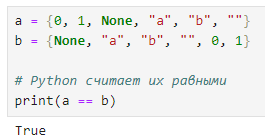 a = {0, 1, None, "a", "b", ""}
b = {None, "a", "b", "", 0, 1}
# Python считает их равными
print(a == b)
True